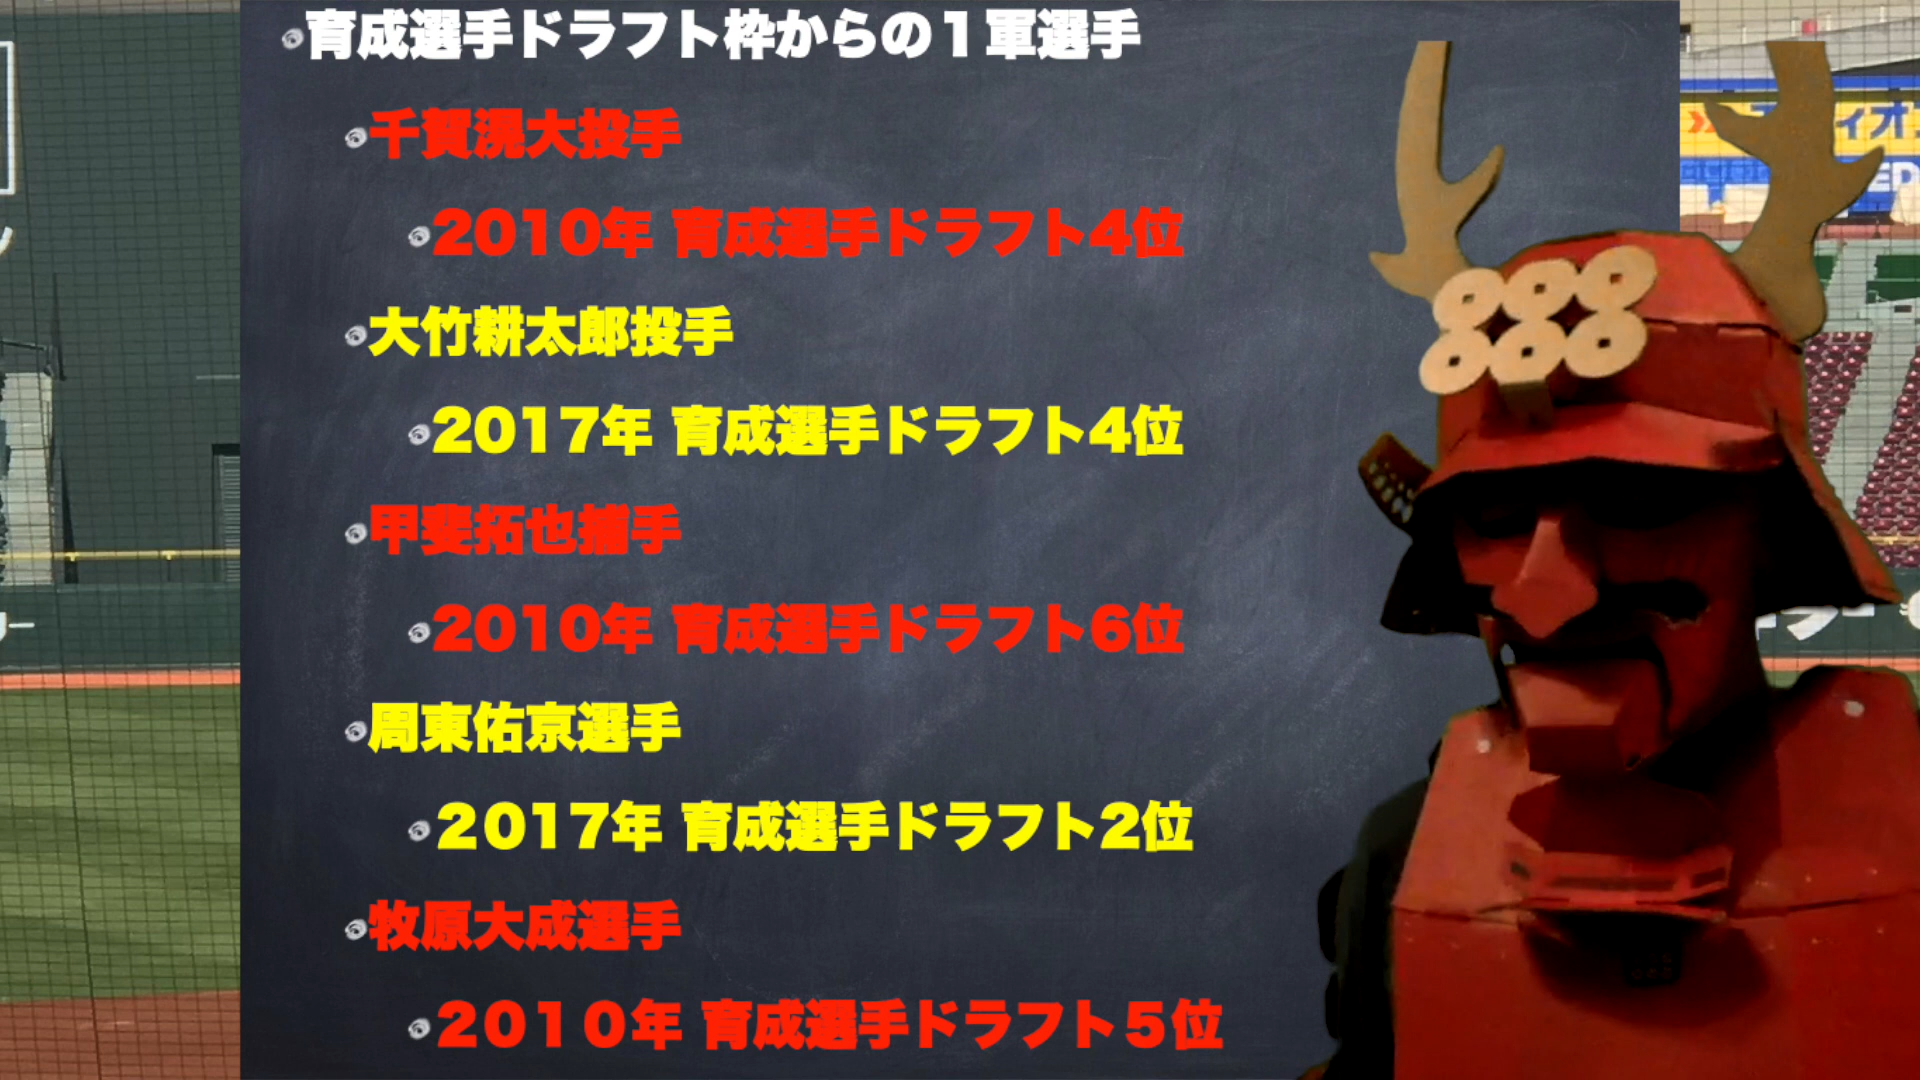 育成選手ドラフト枠からの１軍選手
千賀滉大投手
2010年 育成選手ドラフト4位
大竹耕太郎投手
2017年 育成選手ドラフト4位
甲斐拓也捕手
2010年 育成選手ドラフト6位
周東佑京選手
２０１７年 育成選手ドラフト２位
牧原大成選手
２０１０年 育成選手ドラフト５位